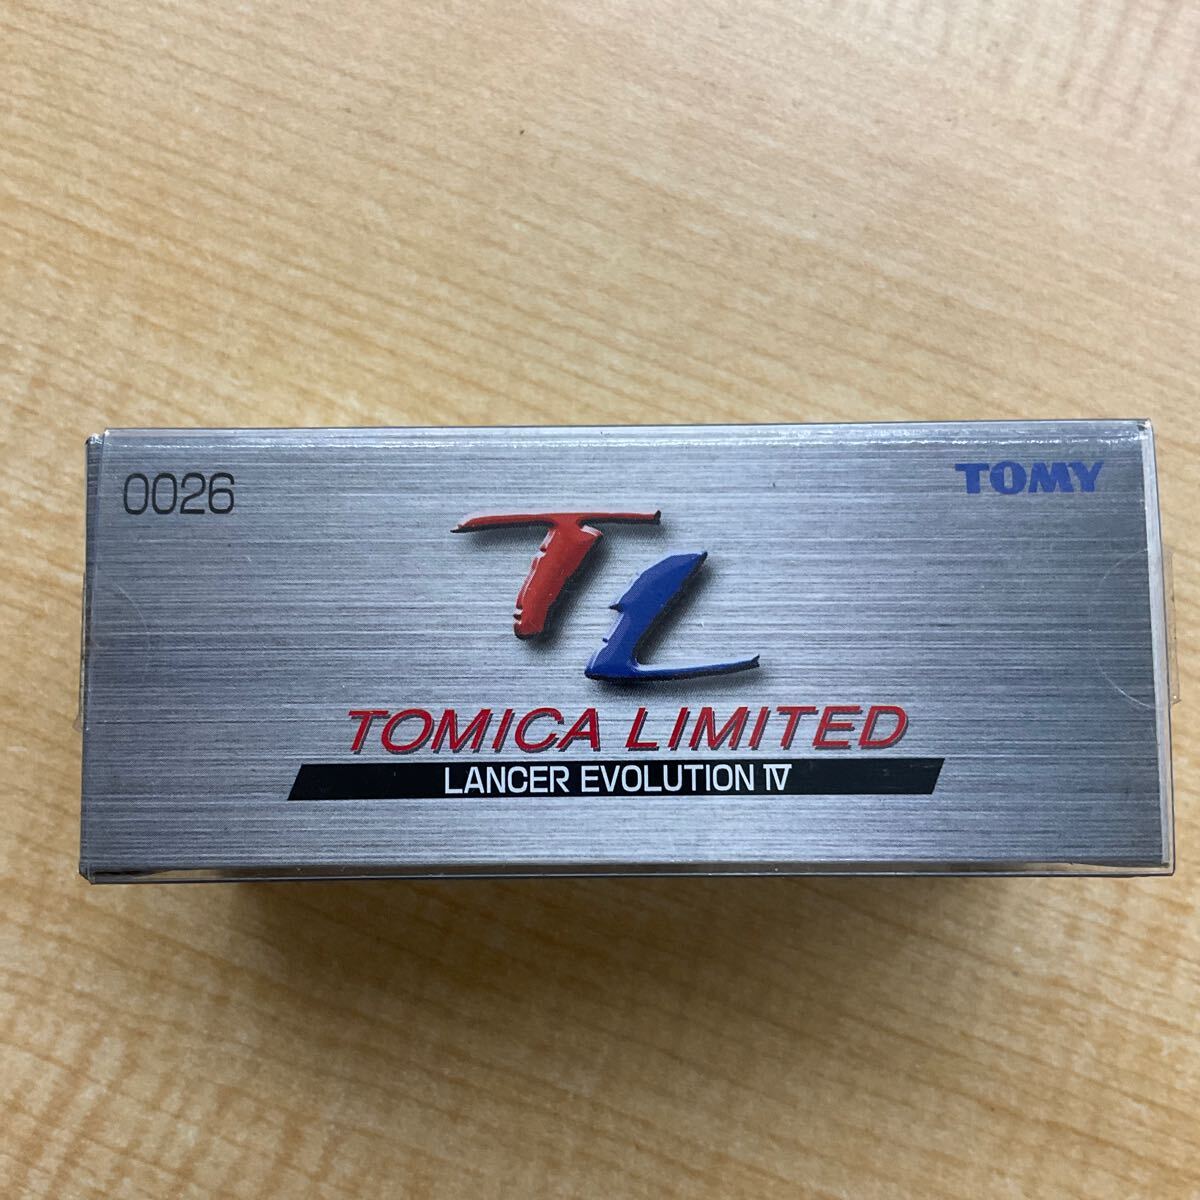 0026
TOMY
TL
TOMICA LIMITED
LANCER EVOLUTION Ⅳ